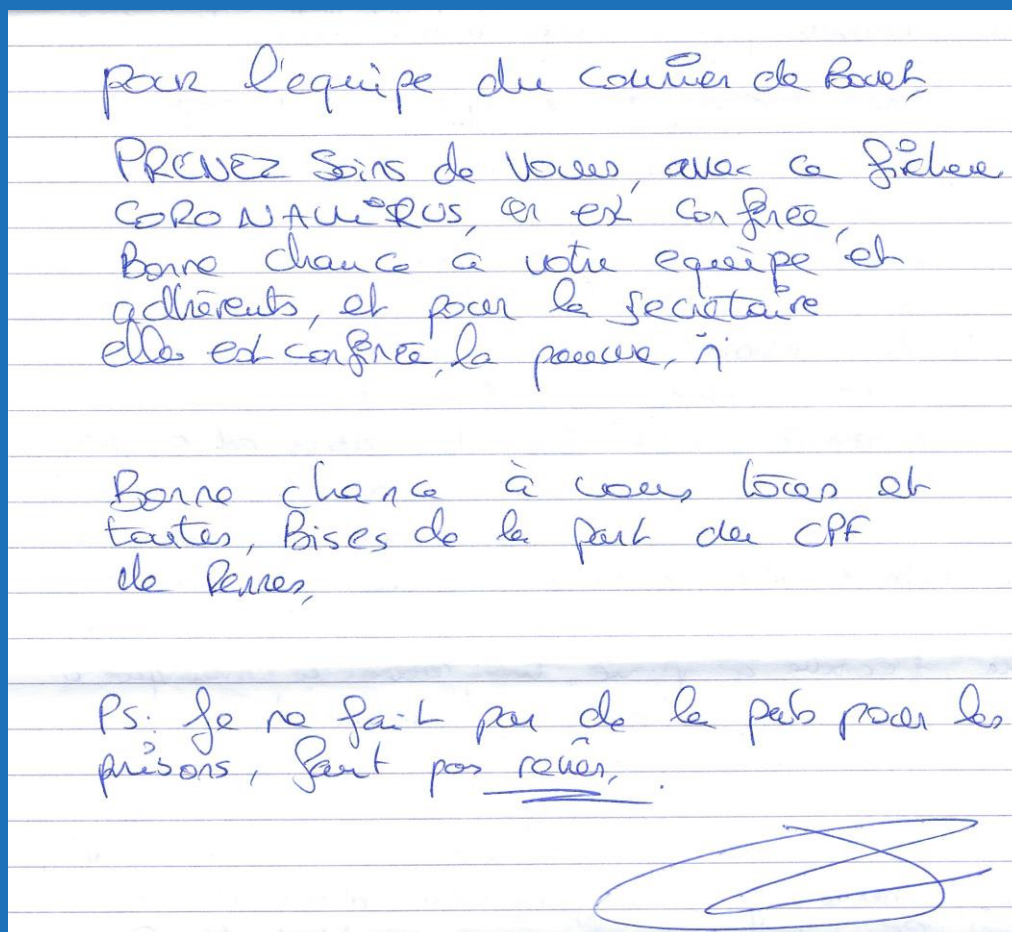 pour l'equipe du courrier de Bovet,
PRENEZ Soins de Vous, avec ce fichue
CORONAVIRUS, on est confinée,
Bonne chance a votre equipe et
adhérents, et pour la secretaire
elle est confinée, la pauvre,
Bonne chance à vous tous et
toutes, Bises de la part du CPF
de Rennes,
PS: Je ne fait pas de la pub pour les
prisons, faut pas rever,